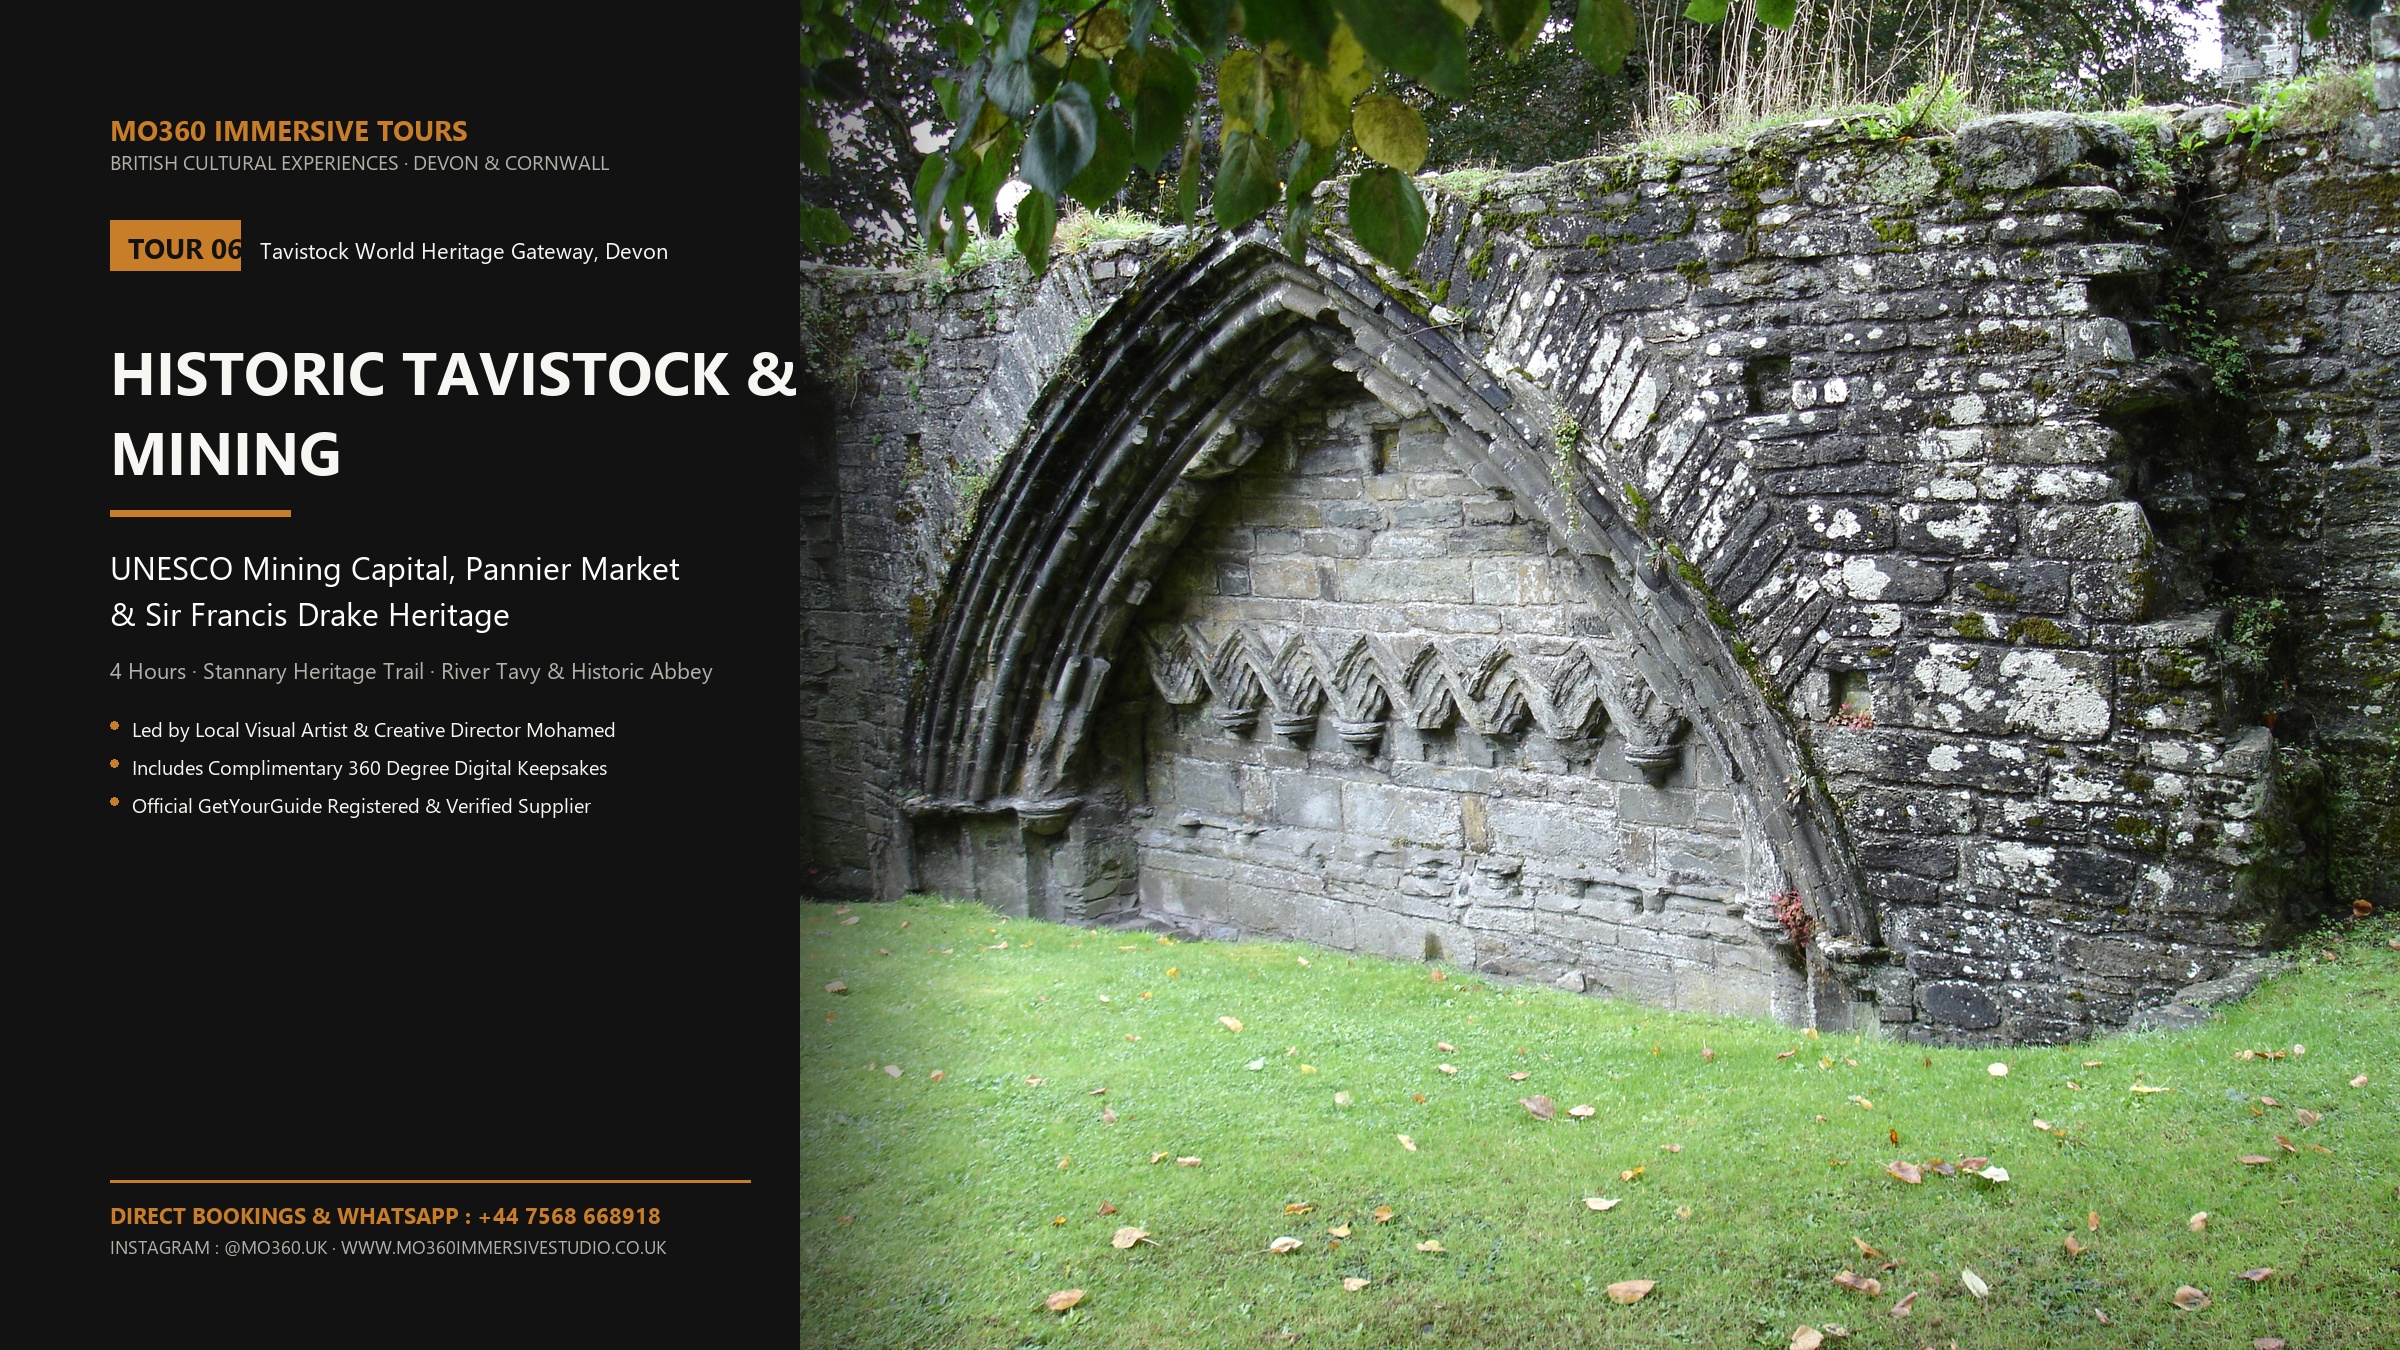 MO360 IMMERSIVE TOURS
BRITISH CULTURAL EXPERIENCES · DEVON & CORNWALL
TOUR 06 Tavistock World Heritage Gateway, Devon
HISTORIC TAVISTOCK &
MINING
UNESCO Mining Capital, Pannier Market
& Sir Francis Drake Heritage
4 Hours · Stannary Heritage Trail · River Tavy & Historic Abbey
Led by Local Visual Artist & Creative Director Mohamed
Includes Complimentary 360 Degree Digital Keepsakes
Official GetYourGuide Registered & Verified Supplier
DIRECT BOOKINGS & WHATSAPP : +44 7568 668918
INSTAGRAM : @MO360.UK · WWW.MO360IMMERSIVESTUDIO.CO.UK